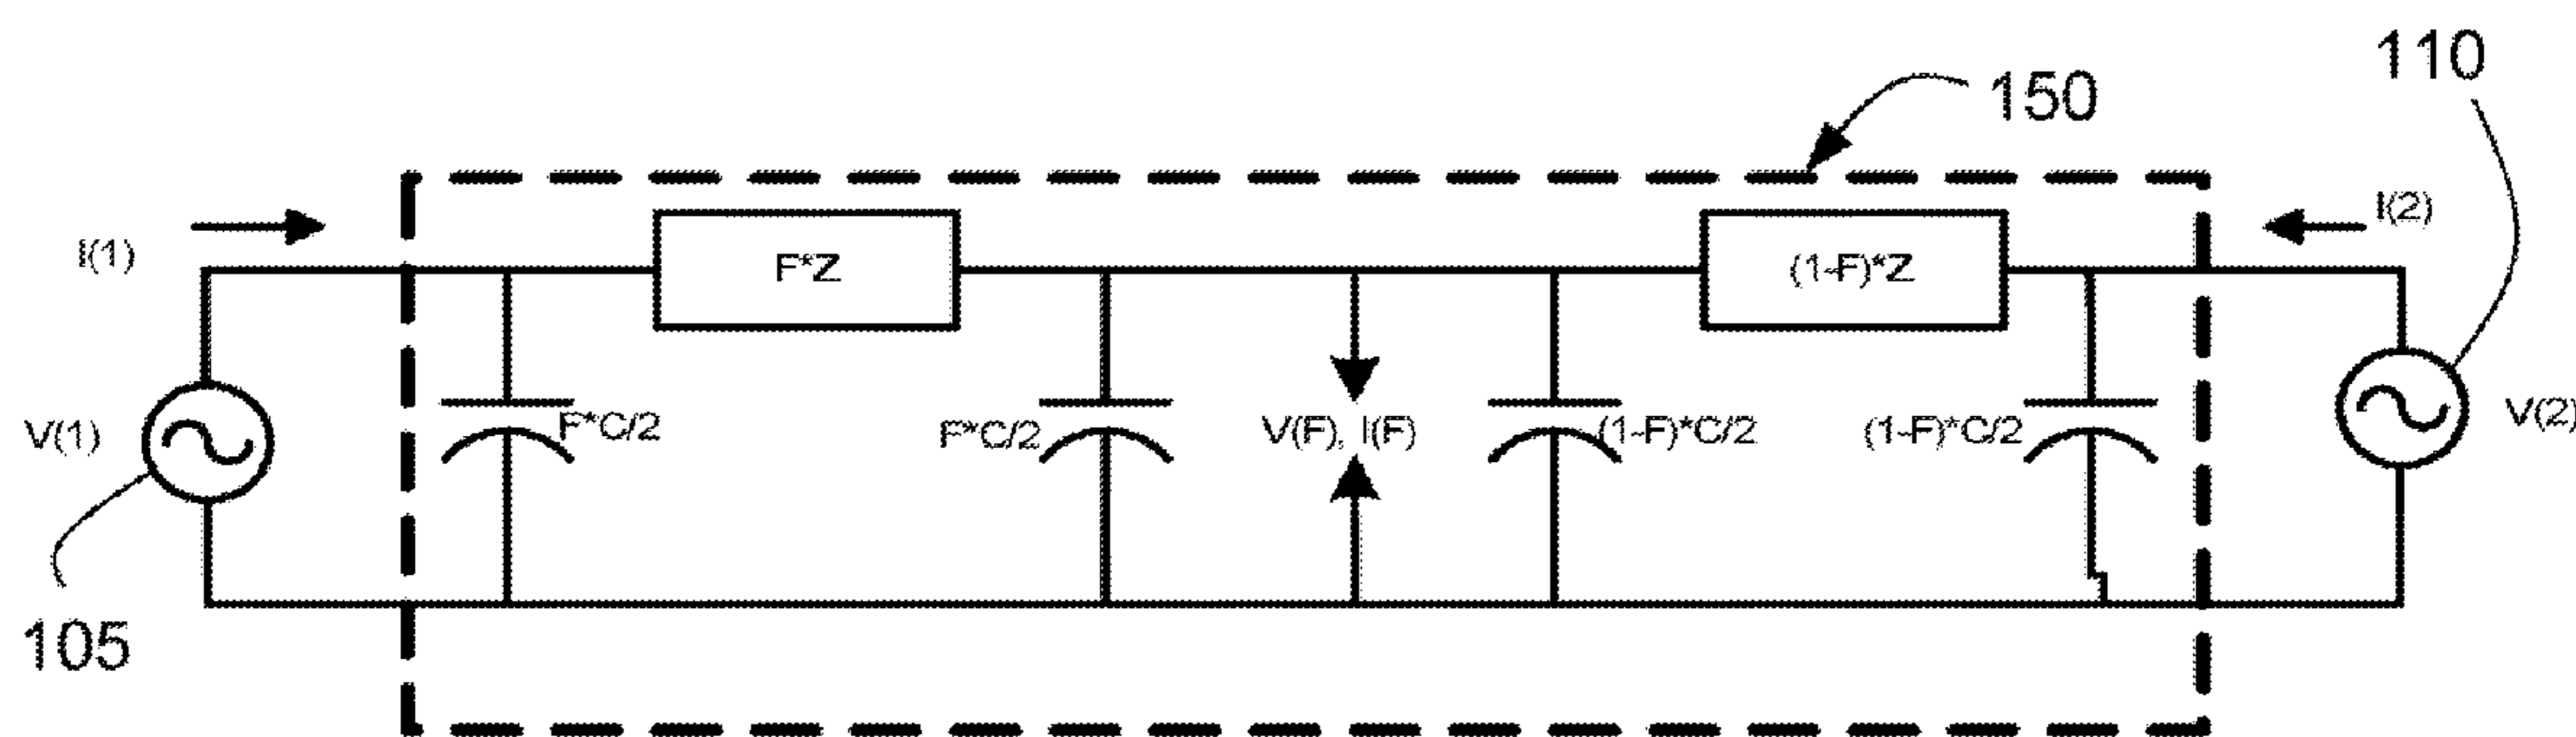 110
150
I(2)
I(1)
F*Z
(1-F)*Z
V(1)
F*C/2
F*C/2
V(F), I(F)
(1-F)*C/2
(1-F)*C/2
V(2)
105